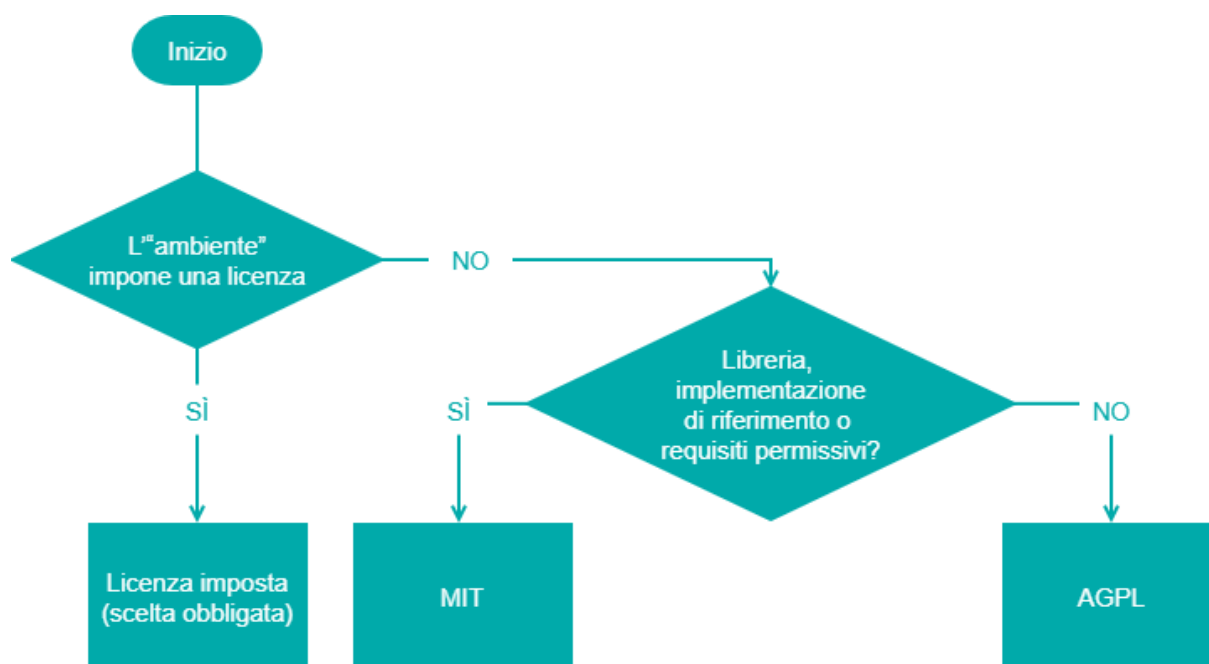 Inizio
L'“ambiente”
impone una licenza
NO
Libreria,
implementazione
di riferimento o
requisiti permissivi?
SÌ
SÌ
NO
Licenza imposta
(scelta obbligata)
MIT
AGPL